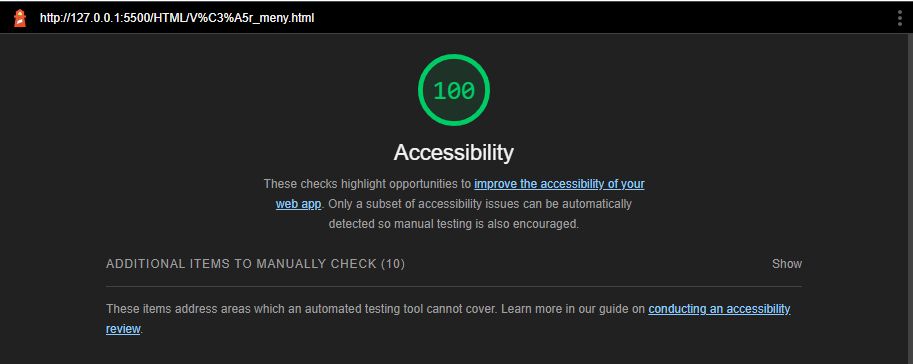 http://127.0.0.1:5500/HTML/V%C3%A5r_meny.html
100
Accessibility
These checks highlight opportunities to improve the accessibility of your
web app. Only a subset of accessibility issues can be automatically
detected so manual testing is also encouraged.
ADDITIONAL ITEMS TO MANUALLY CHECK (10)
Show
These items address areas which an automated testing tool cannot cover. Learn more in our guide on conducting an accessibility
review.